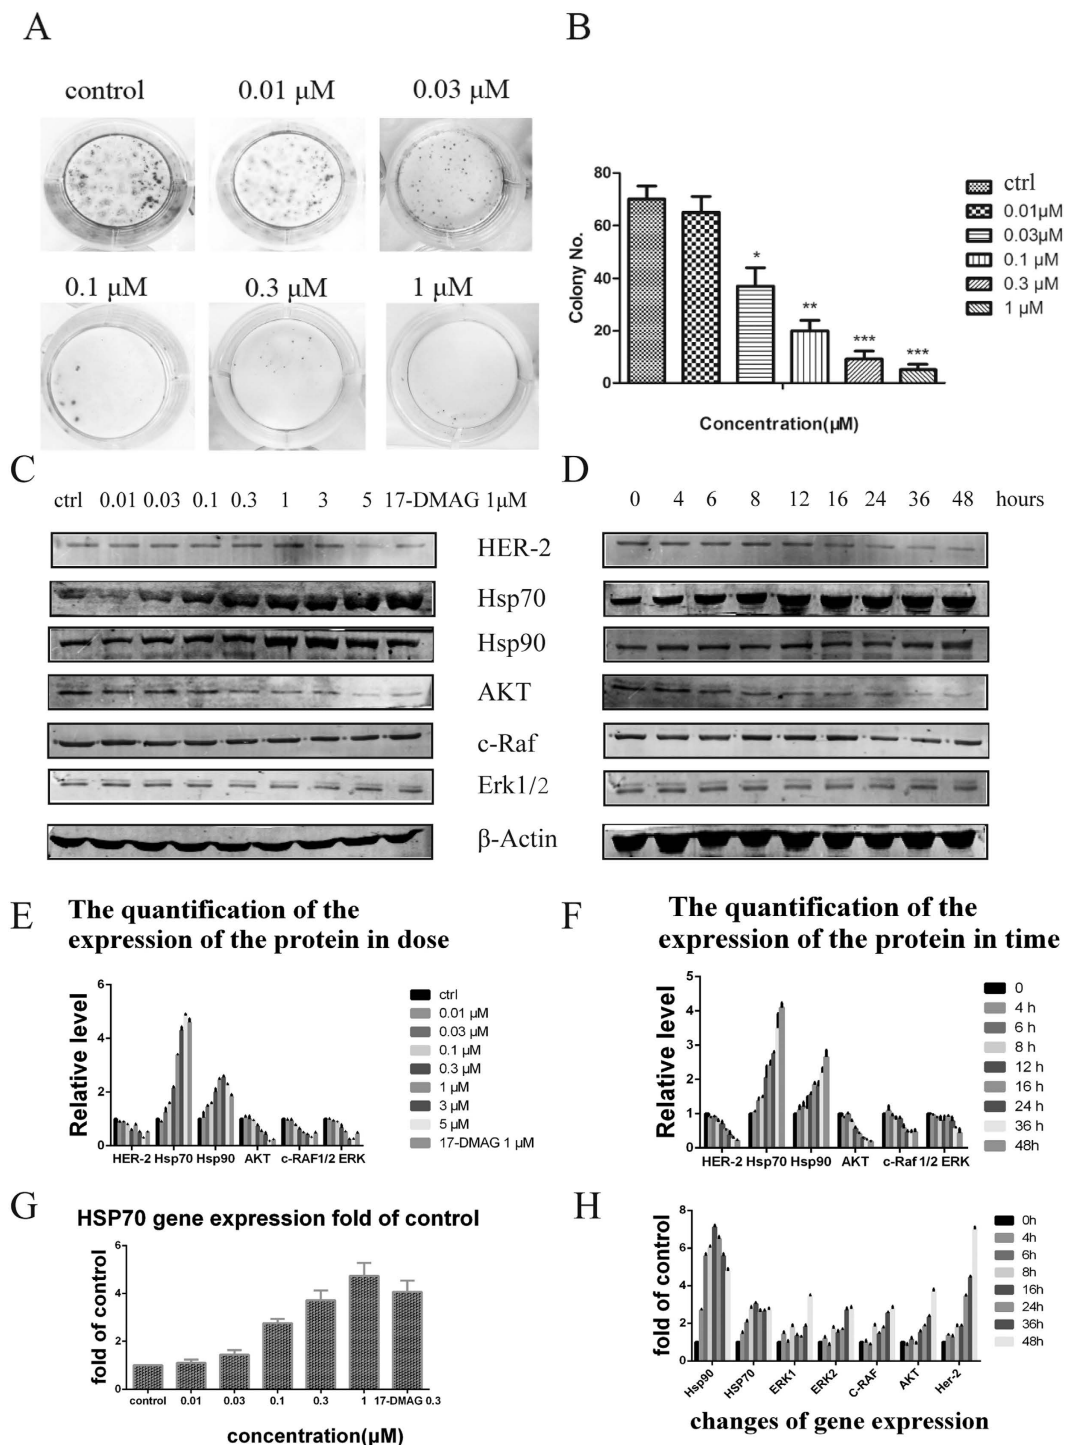 A
control
0.01 μM
0.03 μM
0.1 μM
0.3 μM
1 μM
B
80
60
40
20
0
Colony No.
*
**
***
***
Concentration(μM)
ctrl
0.01μM
0.03μM
0.1 μM
0.3 μM
1 μM
C
ctrl 0.01 0.03 0.1 0.3 1 3 5 17-DMAG 1μM
D
0 4 6 8 12 16 24 36 48 hours
HER-2
Hsp70
Hsp90
AKT
c-Raf
Erk1/2
β-Actin
E
The quantification of the
expression of the protein in dose
Relative level
6
4
2
0
HER-2 Hsp70 Hsp90 AKT c-RAF1/2 ERK
ctrl
0.01 μM
0.03 μM
0.1 μM
0.3 μM
1 μM
3 μM
5 μM
17-DMAG 1 μM
F
The quantification of the
expression of the protein in time
Relative level
5
4
3
2
1
0
HER-2 Hsp70 Hsp90 AKT c-Raf 1/2 ERK
0
4 h
6 h
8 h
12 h
16 h
24 h
36 h
48h
G
HSP70 gene expression fold of control
fold of control
6
4
2
0
control 0.01 0.03 0.1 0.3 1 17-DMAG 0.3
concentration(μM)
H
fold of control
8
6
4
2
0
Hsp90 HSP70 ERK1 ERK2 C-RAF AKT Her-2
changes of gene expression
0h
4h
6h
8h
16h
24h
36h
48h